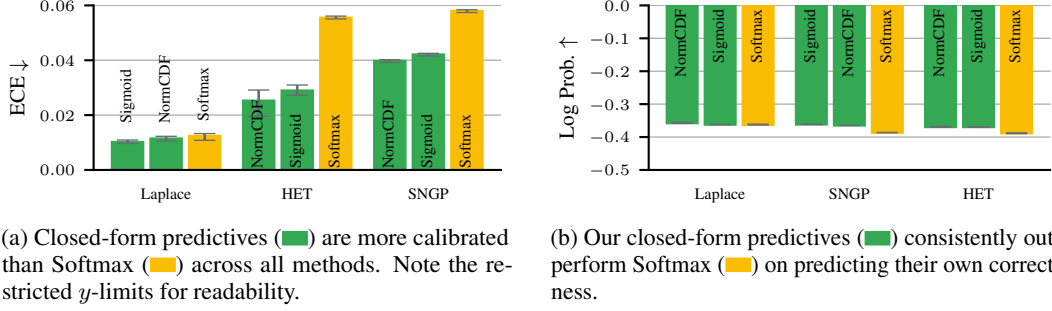 ECE ↓
0.06
0.04
0.02
0.00
Sigmoid
NormCDF
Softmax
NormCDF
Sigmoid
Softmax
NormCDF
Sigmoid
Softmax
Laplace
HET
SNGP
(a) Closed-form predictives ( ) are more calibrated
than Softmax ( ) across all methods. Note the re-
stricted y-limits for readability.
Log Prob. ↑
0.0
−0.1
−0.2
−0.3
−0.4
−0.5
NormCDF
Sigmoid
Softmax
Sigmoid
NormCDF
Softmax
NormCDF
Sigmoid
Softmax
Laplace
SNGP
HET
(b) Our closed-form predictives ( ) consistently out
perform Softmax ( ) on predicting their own correct
ness.